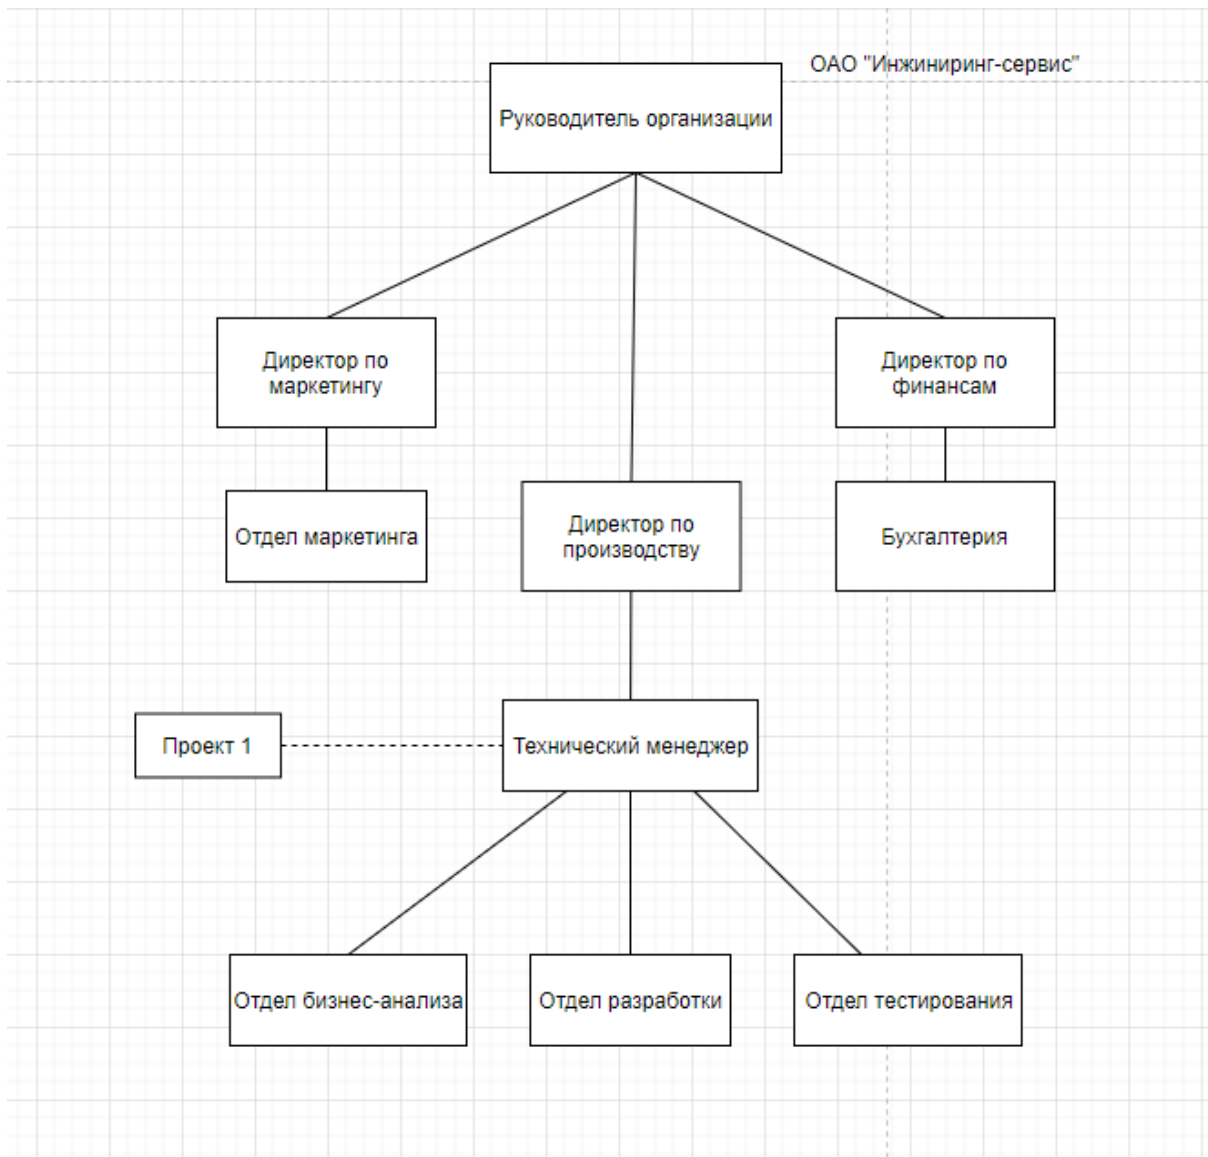 ОАО "Инжиниринг-сервис"
Руководитель организации
Директор по
маркетингу
Директор по
финансам
Отдел маркетинга
Директор по
производству
Бухгалтерия
Проект 1
Технический менеджер
Отдел бизнес-анализа
Отдел разработки
Отдел тестирования